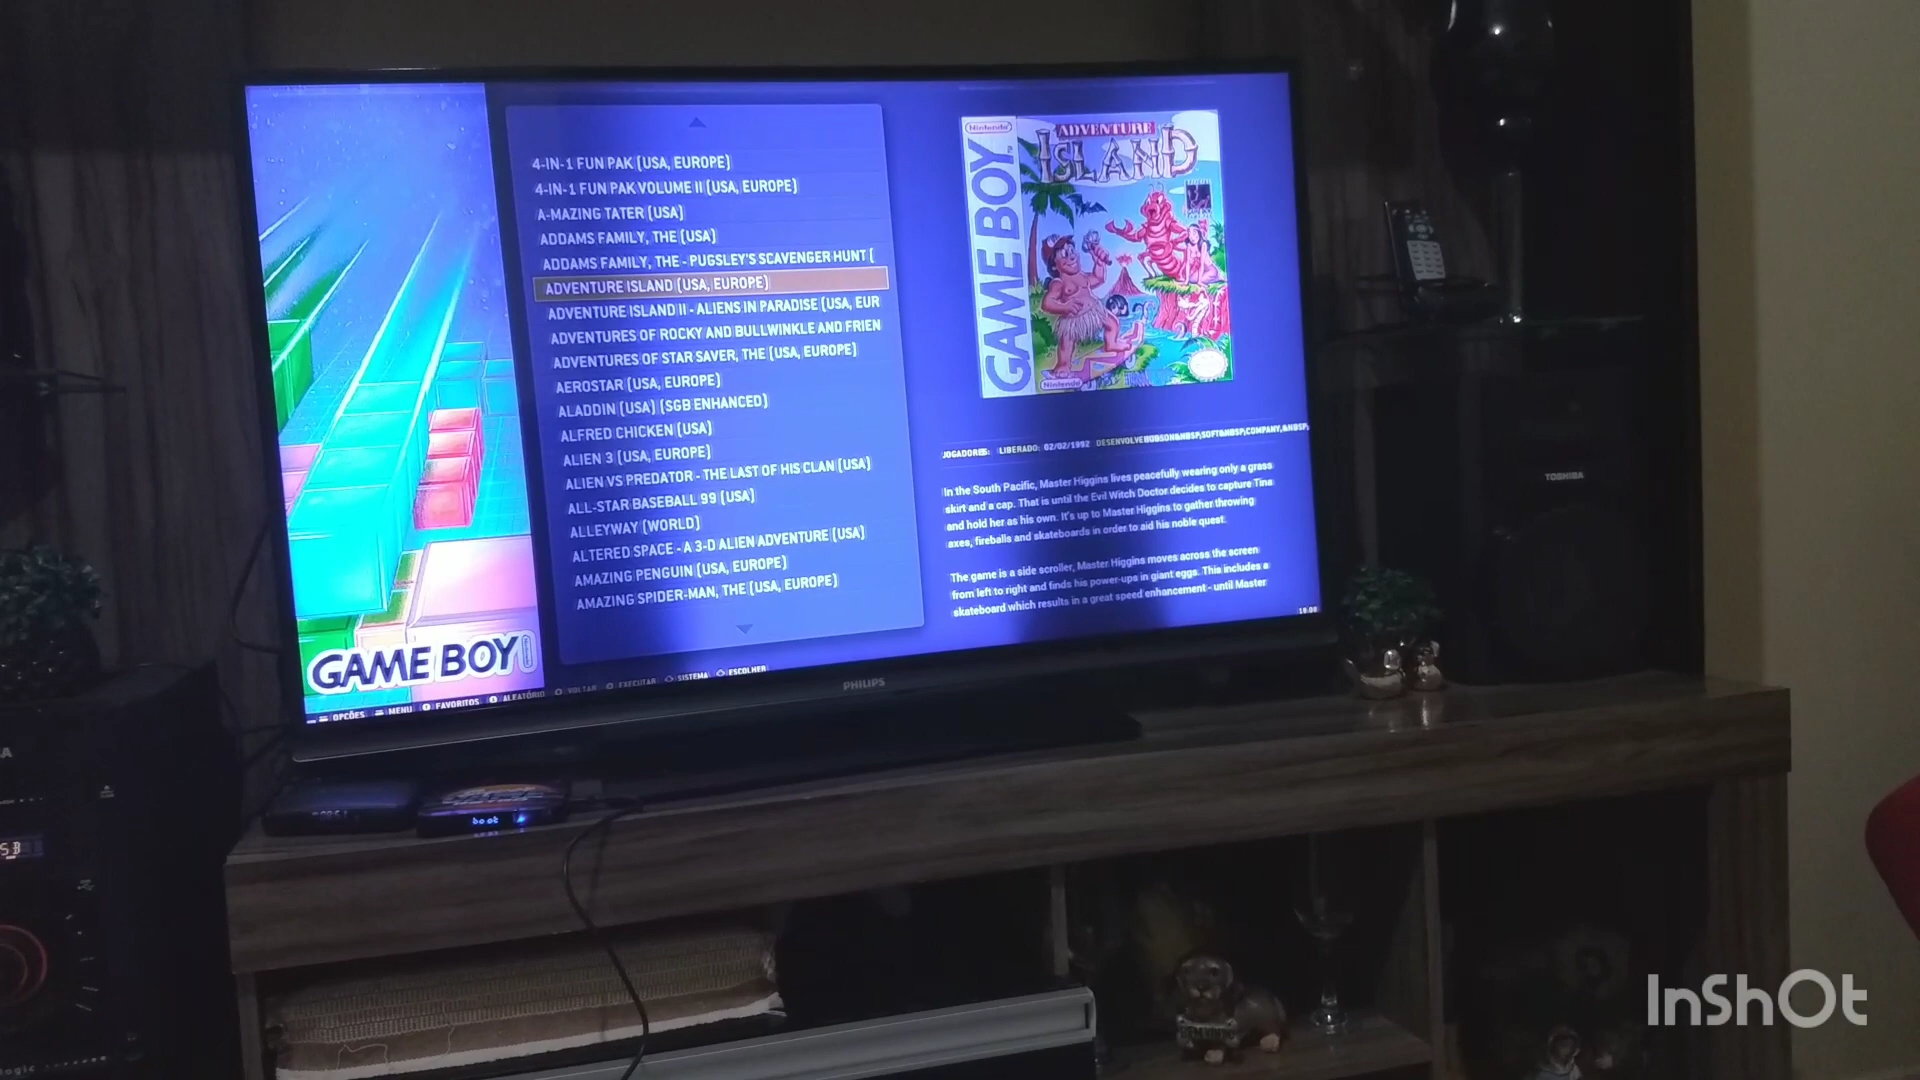 4-IN-1 FUN PAK (USA, EUROPE)
4-IN-1 FUN PAK VOLUME II (USA, EUROPE)
A-MAZING TATER (USA)
ADDAMS FAMILY, THE (USA)
ADDAMS FAMILY, THE - PUGSLEY'S SCAVENGER HUNT (
ADVENTURE ISLAND (USA, EUROPE)
ADVENTURE ISLAND II - ALIENS IN PARADISE (USA, EUR
ADVENTURES OF ROCKY AND BULLWINKLE AND FRIEN
ADVENTURES OF STAR SAVER, THE (USA, EUROPE)
AEROSTAR (USA, EUROPE)
ALADDIN (USA) (SGB ENHANCED)
ALFRED CHICKEN (USA)
ALIEN 3 (USA, EUROPE)
ALIEN VS PREDATOR - THE LAST OF HIS CLAN (USA)
ALL-STAR BASEBALL 99 (USA)
ALLEYWAY (WORLD)
ALTERED SPACE - A 3-D ALIEN ADVENTURE (USA)
AMAZING PENGUIN (USA, EUROPE)
AMAZING SPIDER-MAN, THE (USA, EUROPE)
Nintendo
GAME BOY
ADVENTURE
ISLAND
Nintendo
JOGADORES: LIBERADO: 02/02/1992 DESENVOLVE
In the South Pacific, Master Higgins lives peacefully wearing only a grass
skirt and a cap. That is until the Evil Witch Doctor decides to capture Tina
and hold her as his own. It's up to Master Higgins to gather throwing
axes, fireballs and skateboards in order to aid his noble quest.
The game is a side scroller, Master Higgins moves across the screen
from left to right and finds his power-ups in giant eggs. This includes a
skateboard which results in a great speed enhancement - until Master
GAME BOY
OPÇÕES MENU FAVORITOS ALEATÓRIO VOLTAR EXECUTAR SISTEMA ESCOLHER
PHILIPS
TOSHIBA
boot
InShOt